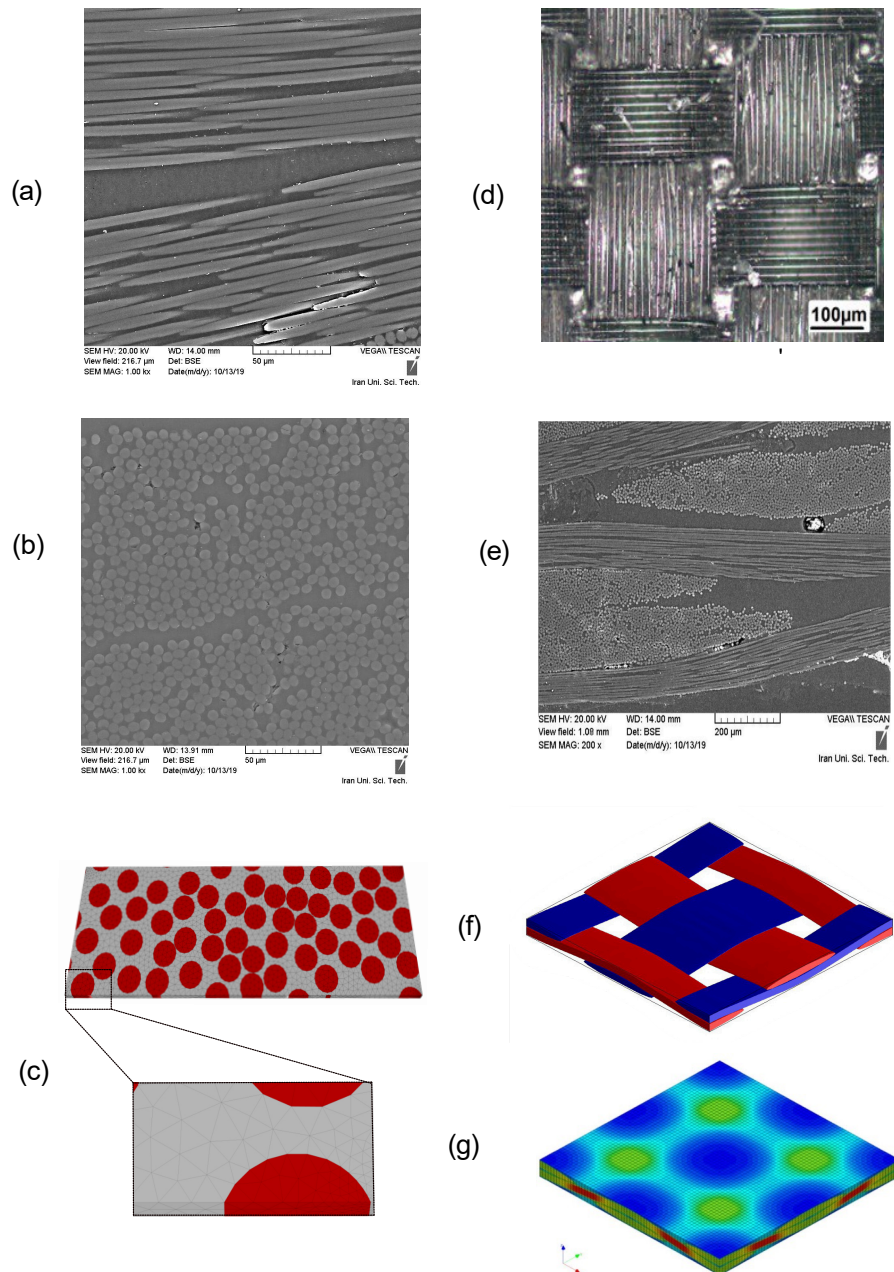 (a)
SEM HV: 20.00 kV WD: 14.00 mm VEGA\\ TESCAN
View field: 216.7 µm Det: BSE 50 µm
SEM MAG: 1.00 kx Date(m/d/y): 10/13/19
Iran Uni. Sci. Tech.
(b)
SEM HV: 20.00 kV WD: 13.91 mm VEGA\\ TESCAN
View field: 216.7 µm Det: BSE 50 µm
SEM MAG: 1.00 kx Date(m/d/y): 10/13/19
Iran Uni. Sci. Tech.
(c)
(d)
100µm
(e)
SEM HV: 20.00 kV WD: 14.00 mm VEGA\\ TESCAN
View field: 1.08 mm Det: BSE 200 µm
SEM MAG: 200 x Date(m/d/y): 10/13/19
Iran Uni. Sci. Tech.
(f)
(g)